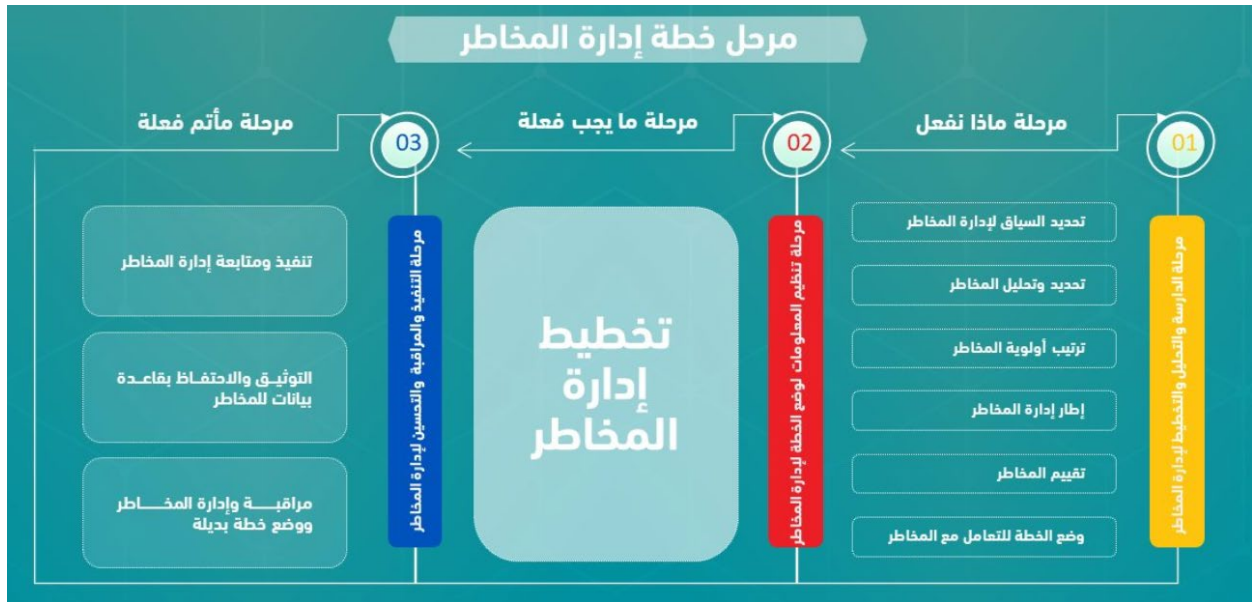 مرحل خطة إدارة المخاطر
01
مرحلة ماذا نفعل
مرحلة الدارسة والتحليل والتخطيط لإدارة المخاطر
تحديد السياق لإدارة المخاطر
تحديد وتحليل المخاطر
ترتيب أولوية المخاطر
إطار إدارة المخاطر
تقييم المخاطر
وضع الخطة للتعامل مع المخاطر
02
مرحلة ما يجب فعلة
مرحلة تنظيم المعلومات لوضع الخطة لإدارة المخاطر
تخطيط
إدارة
المخاطر
03
مرحلة مأتم فعلة
مرحلة التنفيذ والمراقبة والتحسين لإدارة المخاطر
تنفيذ ومتابعة إدارة المخاطر
التوثيـق والاحتفـاظ بقاعـدة
بيانات للمخاطر
مراقبـــة وإدارة المخـــاطر
ووضع خطة بديلة